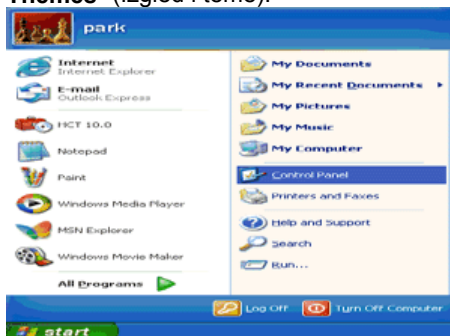 Themes" (Izgled i teme).
park
Internet
Internet Explorer
E-mail
Outlook Express
HCT 10.0
Notepad
Paint
Windows Media Player
MSN Explorer
Windows Movie Maker
All Programs
My Documents
My Recent Documents
My Pictures
My Music
My Computer
Control Panel
Printers and Faxes
Help and Support
Search
Run...
Log Off
Turn Off Computer
start